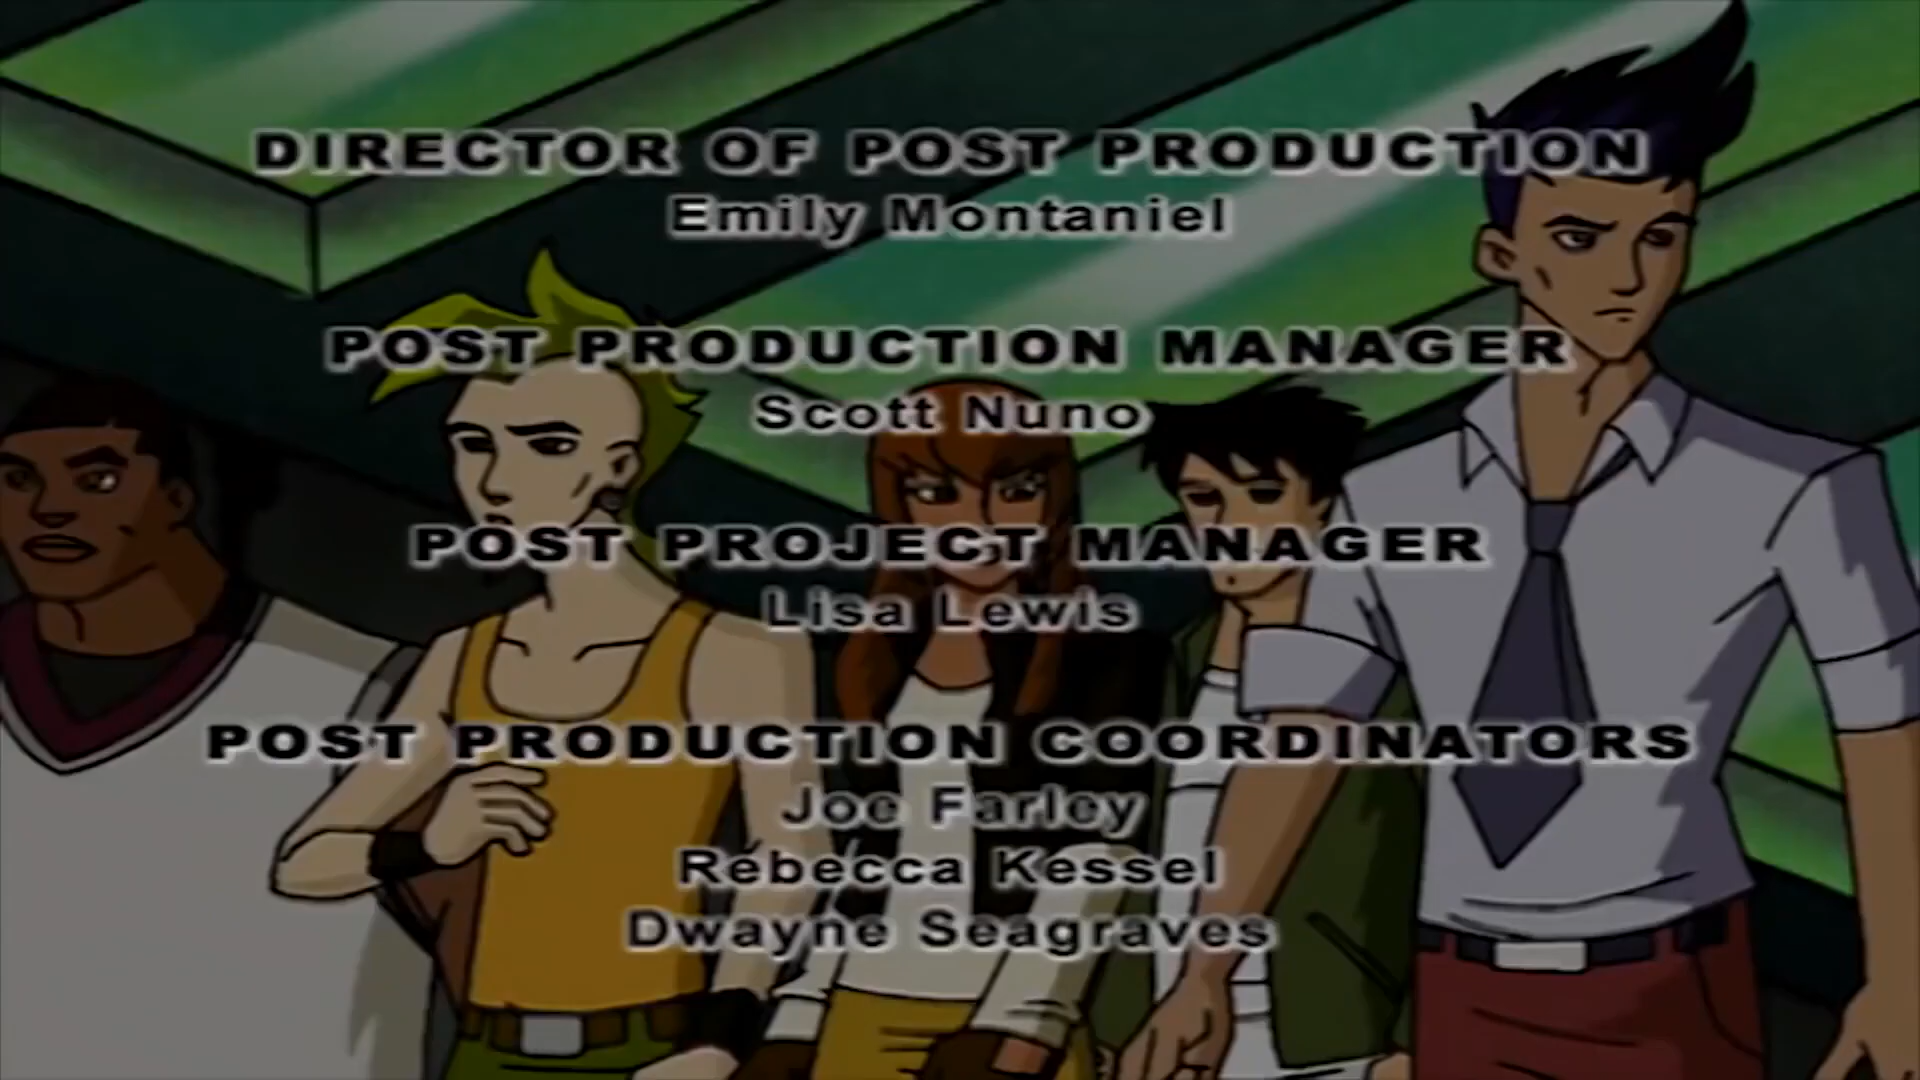 DIRECTOR OF POST PRODUCTION
Emily Montaniel
POST PRODUCTION MANAGER
Scott Nuno
POST PROJECT MANAGER
Lisa Lewis
POST PRODUCTION COORDINATORS
Joe Farley
Rebecca Kessel
Dwayne Seagraves